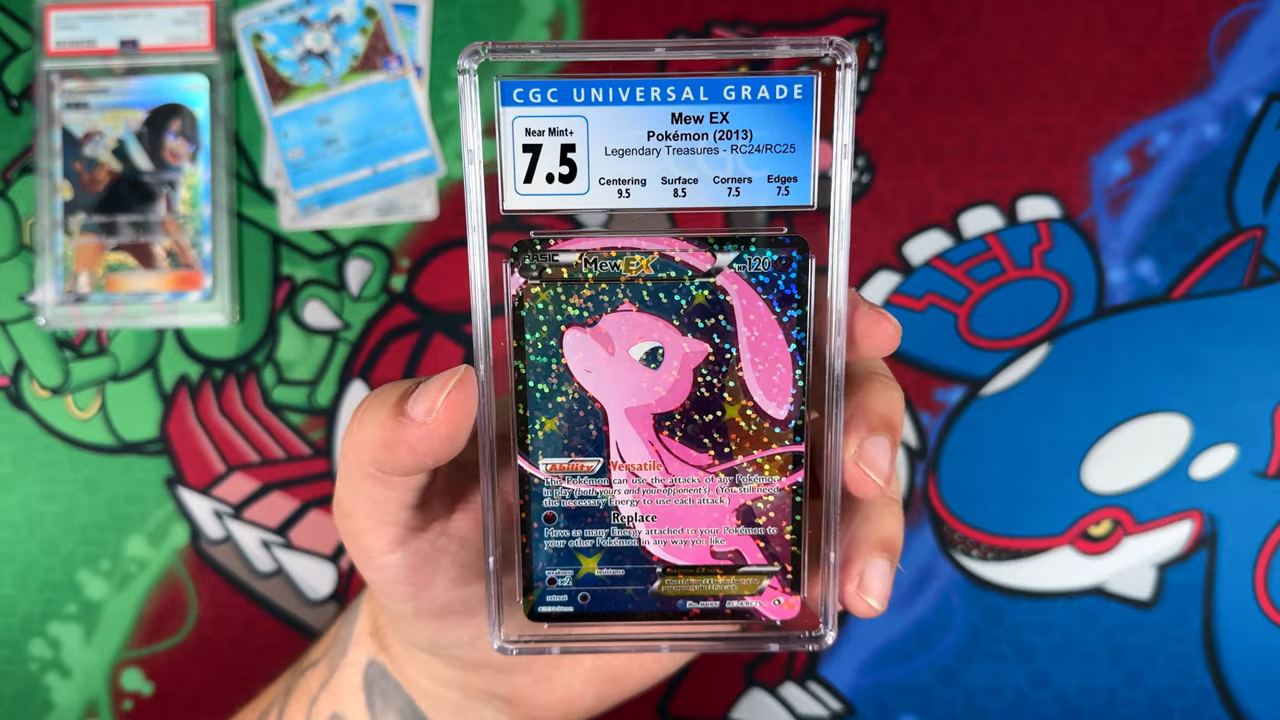 CGC UNIVERSAL GRADE
Near Mint+
7.5
Mew EX
Pokémon (2013)
Legendary Treasures - RC24/RC25
Centering Surface Corners Edges
9.5 8.5 7.5 7.5
BASIC MewEX HP120
Ability Versatile
This Pokémon can use the attacks of any Pokémon
in play (both yours and your opponent's). (You still need
the necessary Energy to use each attack.)
Replace
Move as many Energy attached to your Pokémon to
your other Pokémon in any way you like.
weakness resistance
×2
retreat
RC24/RC25